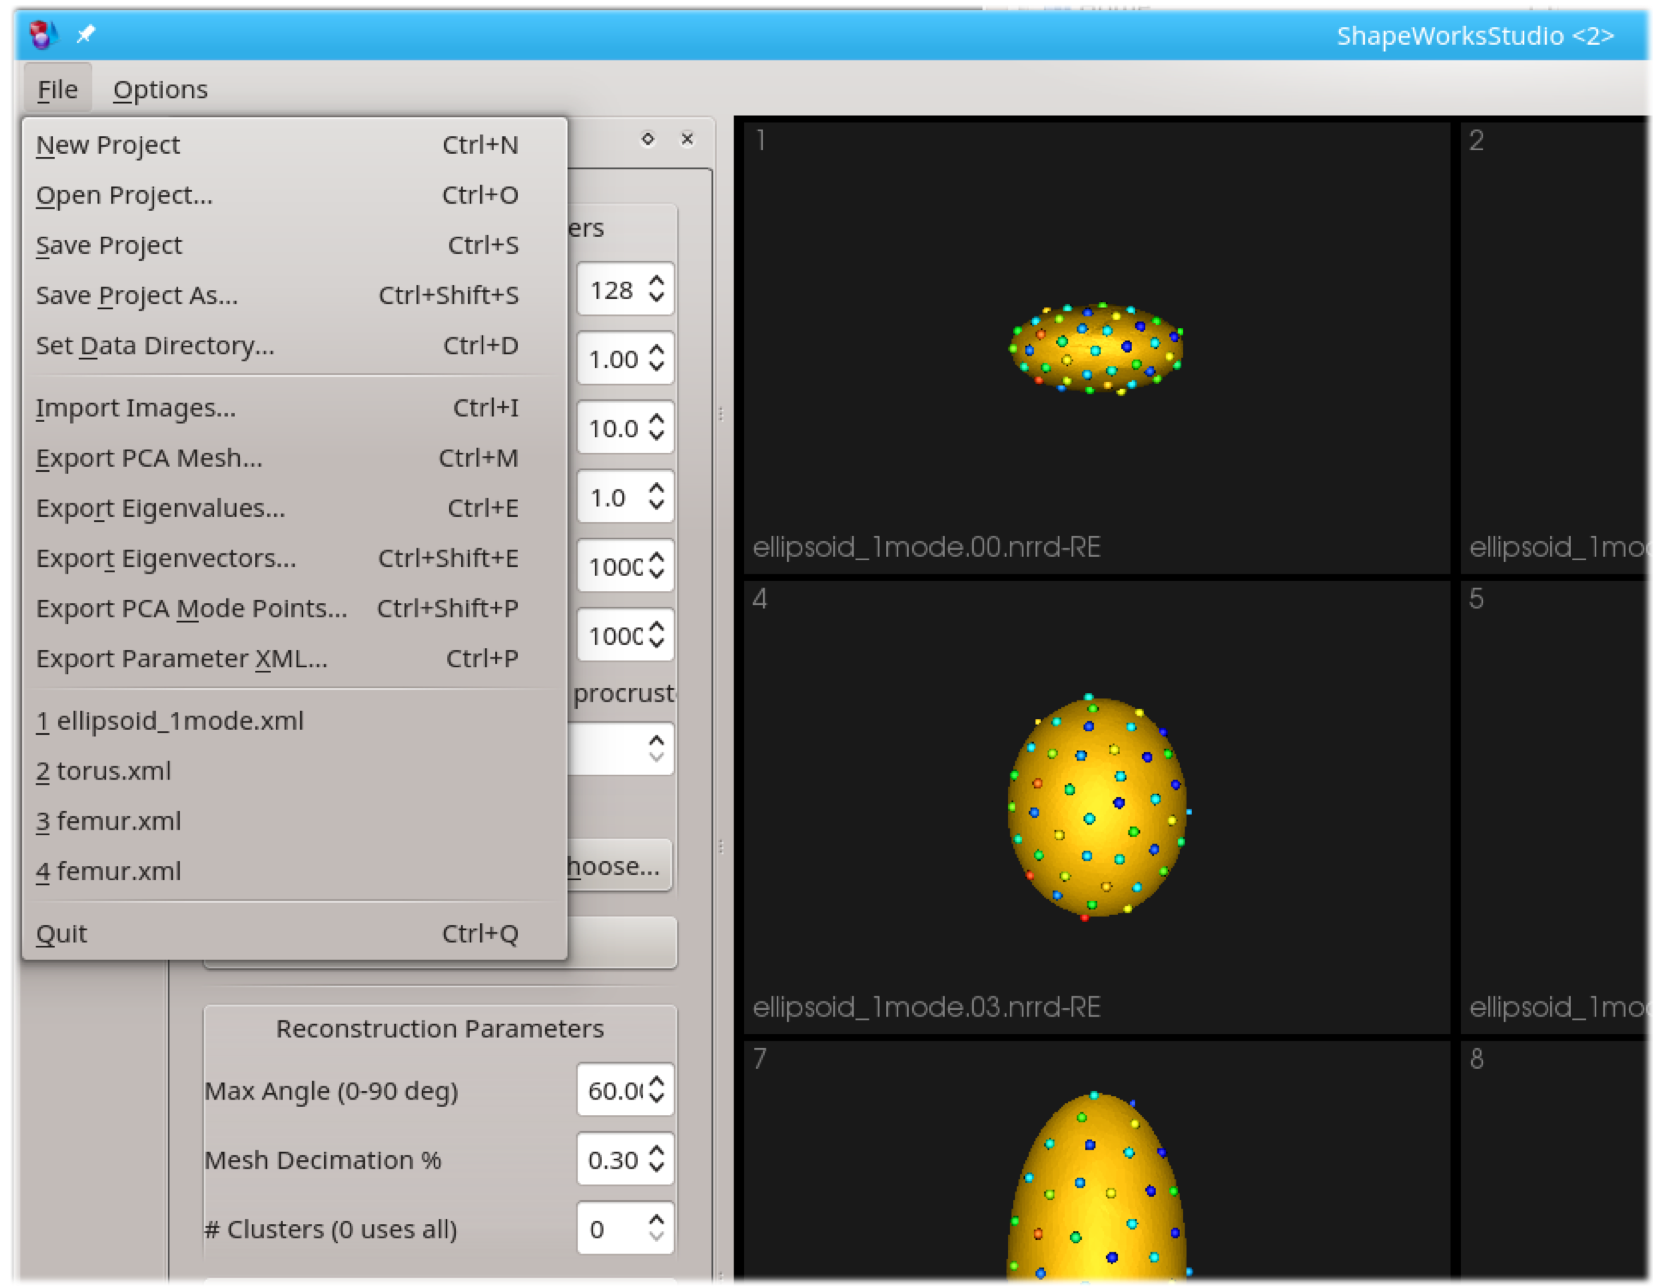 ShapeWorksStudio <2>
File Options
New Project Ctrl+N
Open Project... Ctrl+O
Save Project Ctrl+S
Save Project As... Ctrl+Shift+S
Set Data Directory... Ctrl+D
Import Images... Ctrl+I
Export PCA Mesh... Ctrl+M
Export Eigenvalues... Ctrl+E
Export Eigenvectors... Ctrl+Shift+E
Export PCA Mode Points... Ctrl+Shift+P
Export Parameter XML... Ctrl+P
1 ellipsoid_1mode.xml
2 torus.xml
3 femur.xml
4 femur.xml
Quit Ctrl+Q
ers
128
1.00
10.0
1.0
1000
1000
procrust
hoose...
Reconstruction Parameters
Max Angle (0-90 deg) 60.00
Mesh Decimation % 0.30
# Clusters (0 uses all) 0
1
ellipsoid_1mode.00.nrrd-RE
2
ellipsoid_1mo
4
ellipsoid_1mode.03.nrrd-RE
5
ellipsoid_1mo
7
8